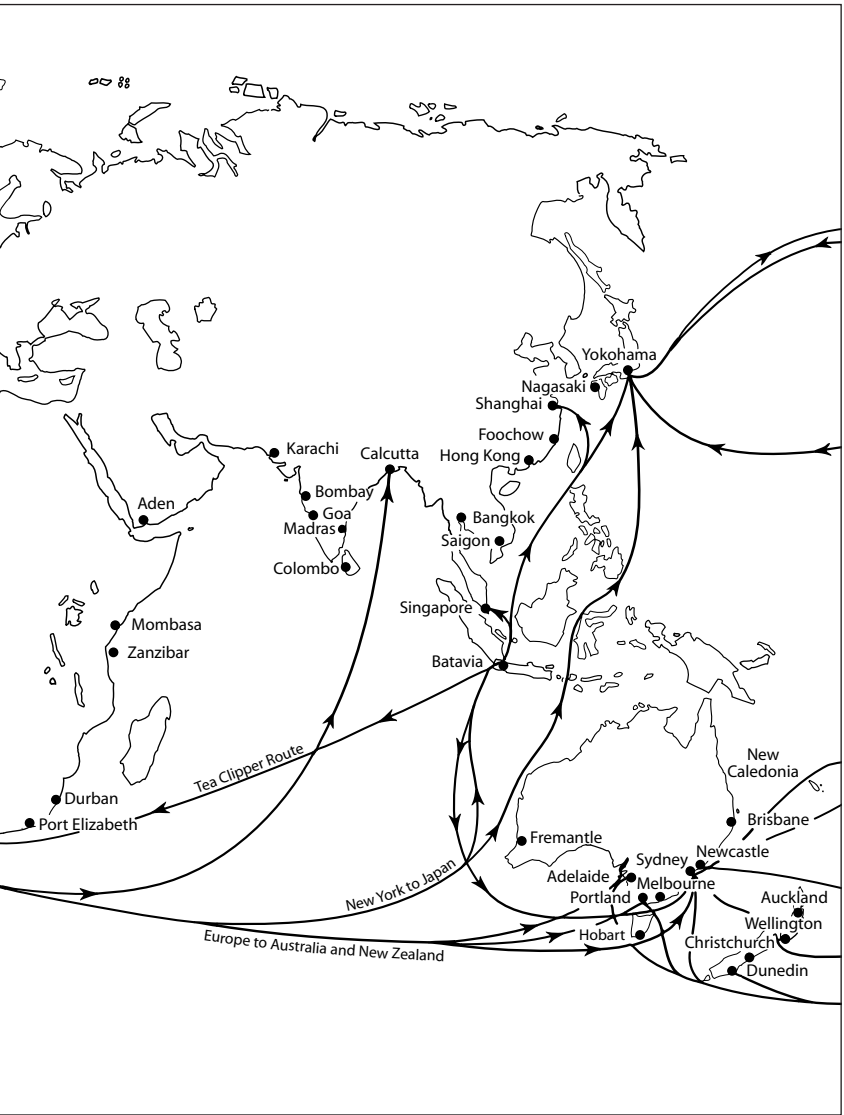 Yokohama
Nagasaki
Shanghai
Foochow
Karachi
Calcutta
Hong Kong
Bombay
Aden
Goa
Bangkok
Madras
Saigon
Colombo
Singapore
Mombasa
Zanzibar
Batavia
Tea Clipper Route
New
Caledonia
Durban
Port Elizabeth
Brisbane
Fremantle
Newcastle
Sydney
New York to Japan
Adelaide
Melbourne
Portland
Auckland
Wellington
Hobart
Europe to Australia and New Zealand
Christchurch
Dunedin